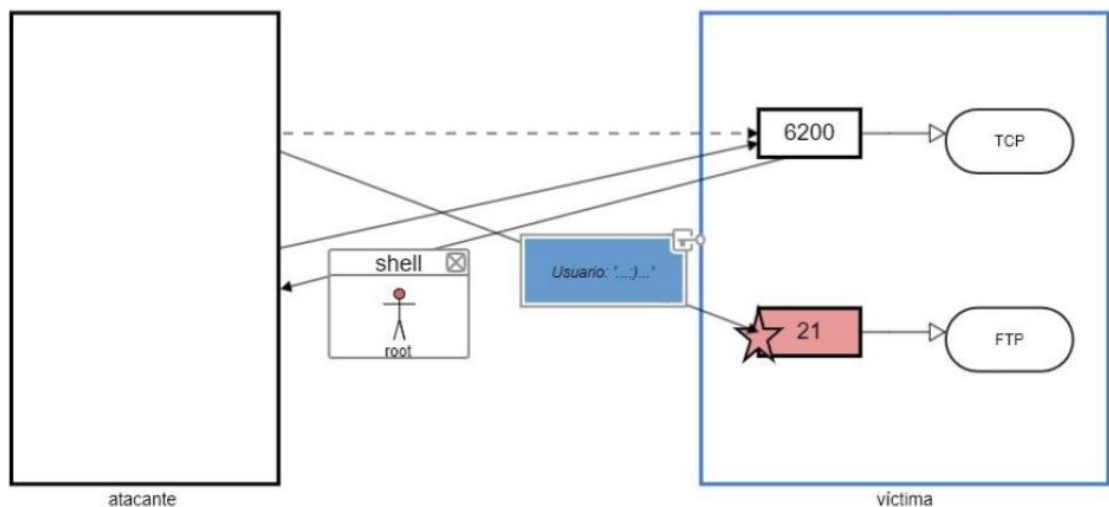 6200
TCP
shell
root
Usuario: '...:)...'
21
FTP
atacante
víctima